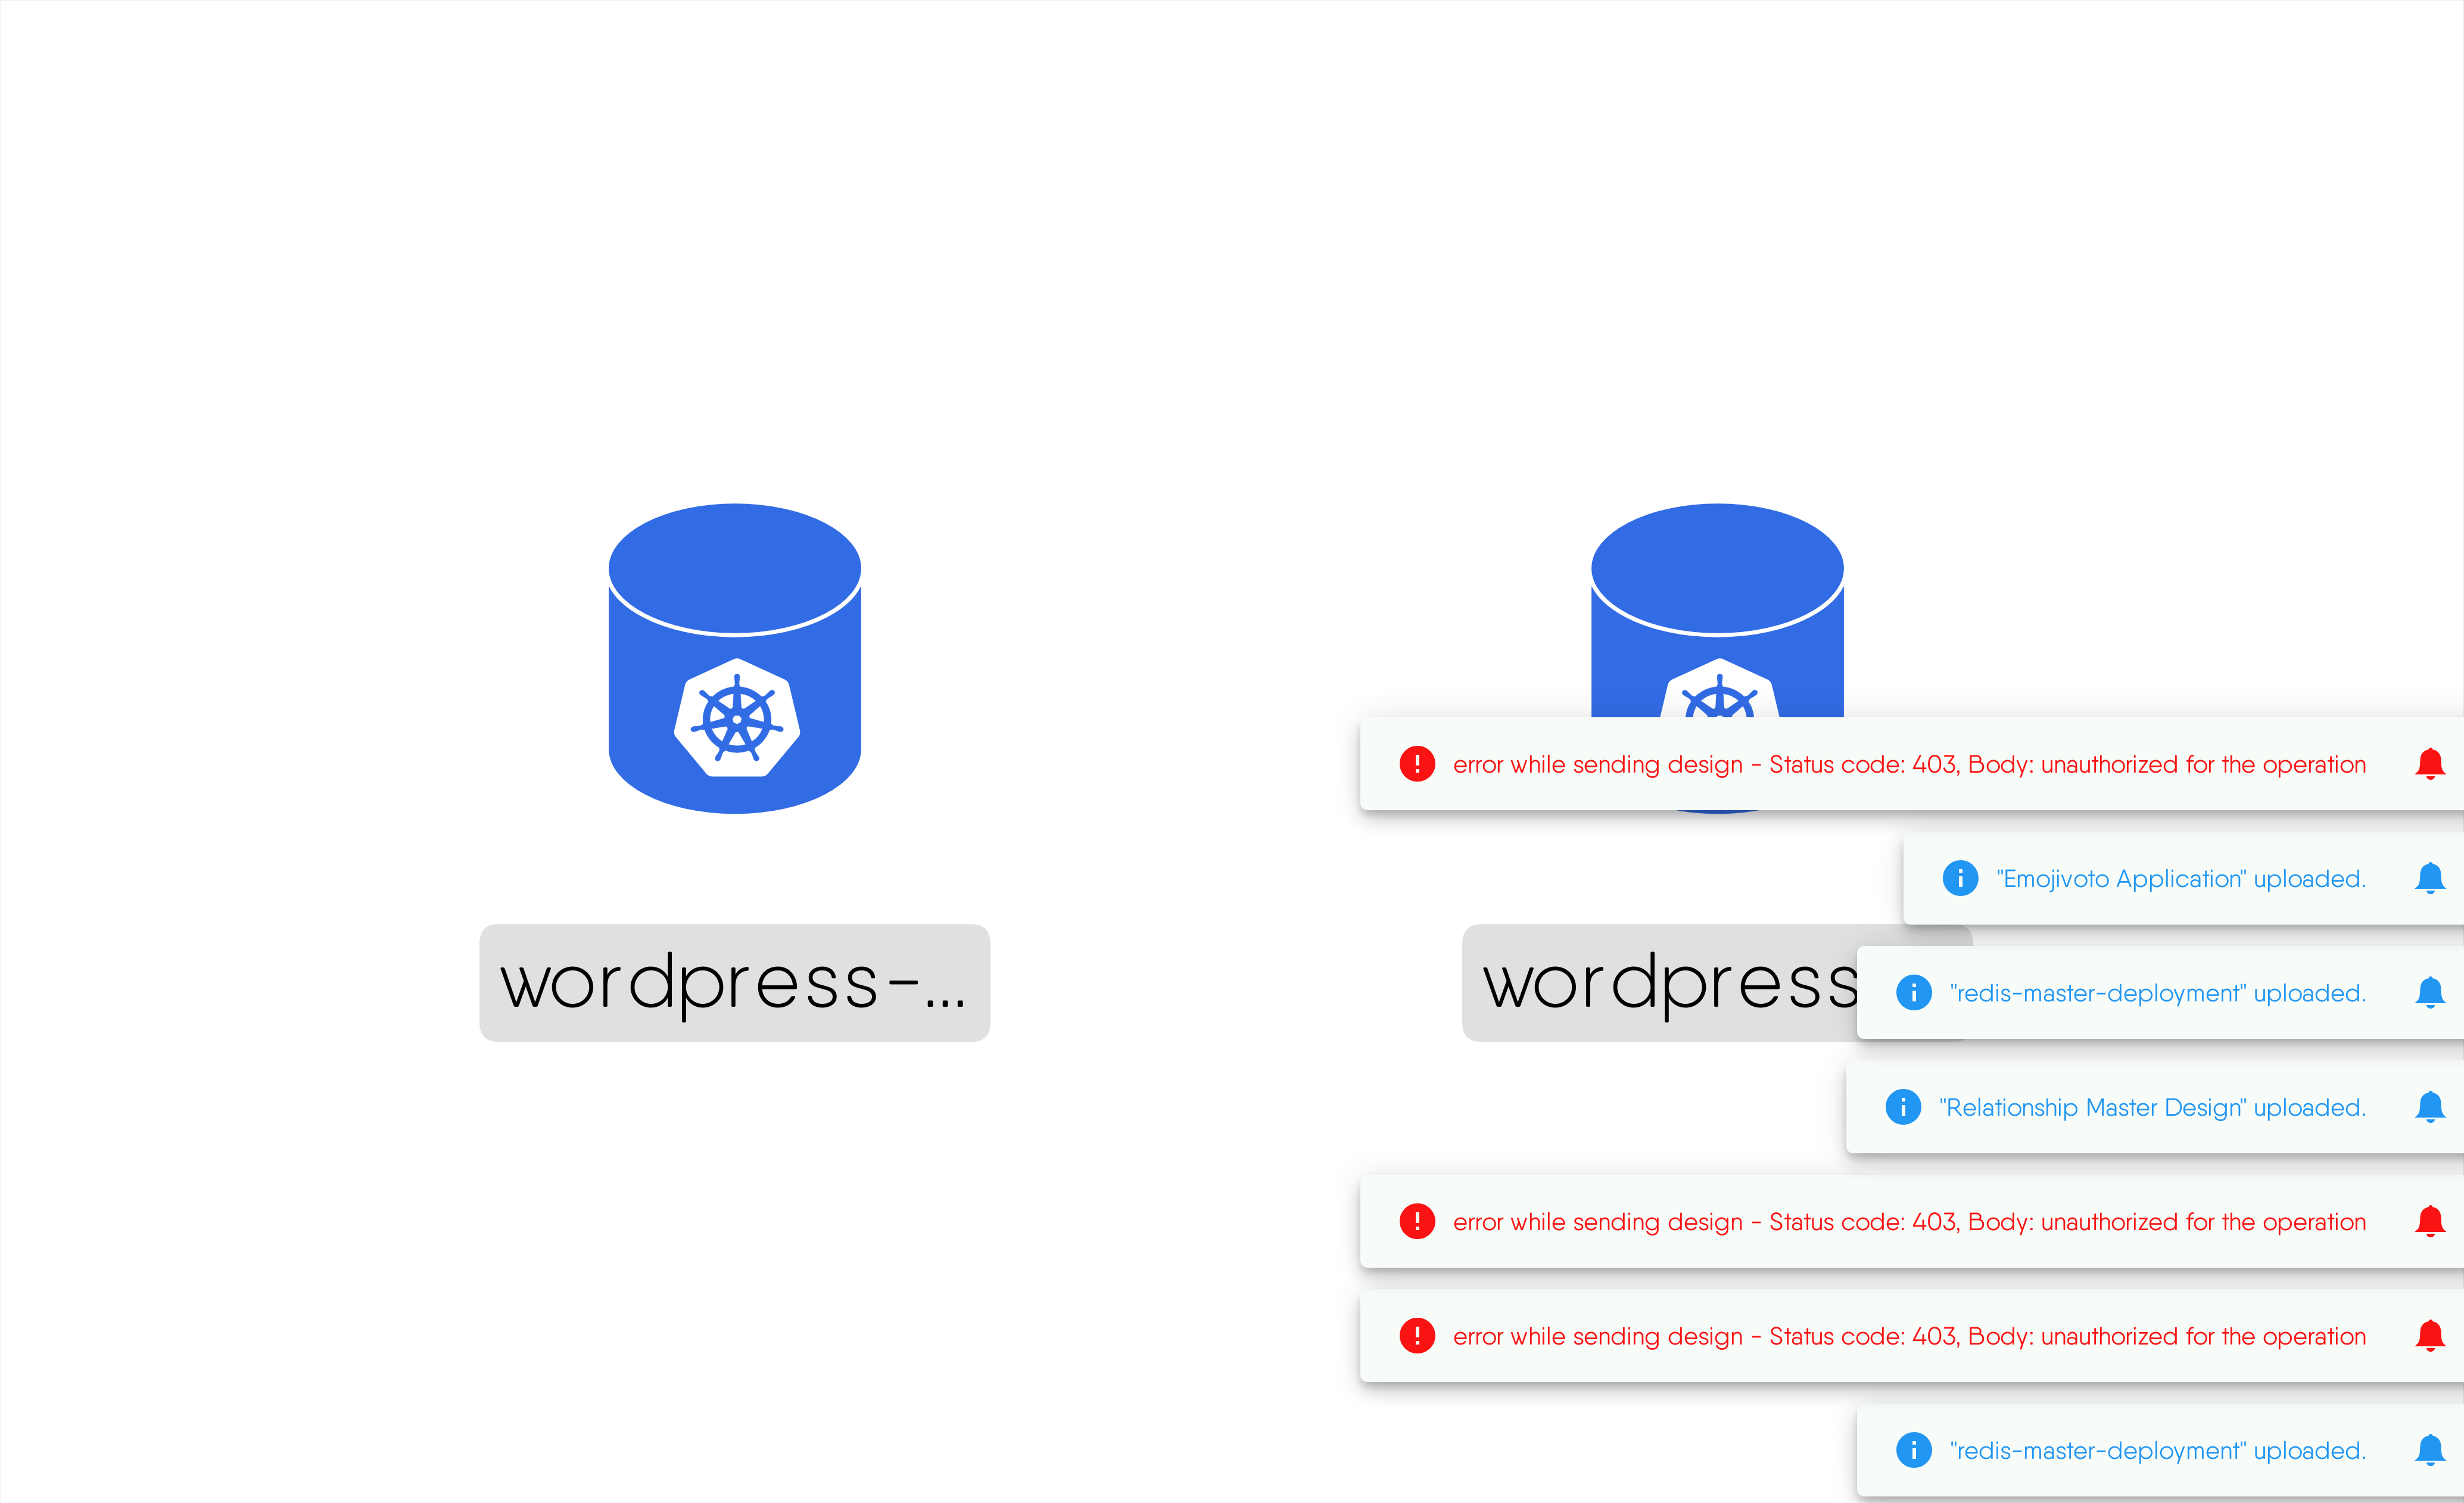 error while sending design - Status code: 403, Body: unauthorized for the operation
"Emojivoto Application" uploaded.
wordpress-...
wordpress
"redis-master-deployment" uploaded.
"Relationship Master Design" uploaded.
error while sending design - Status code: 403, Body: unauthorized for the operation
error while sending design - Status code: 403, Body: unauthorized for the operation
"redis-master-deployment" uploaded.